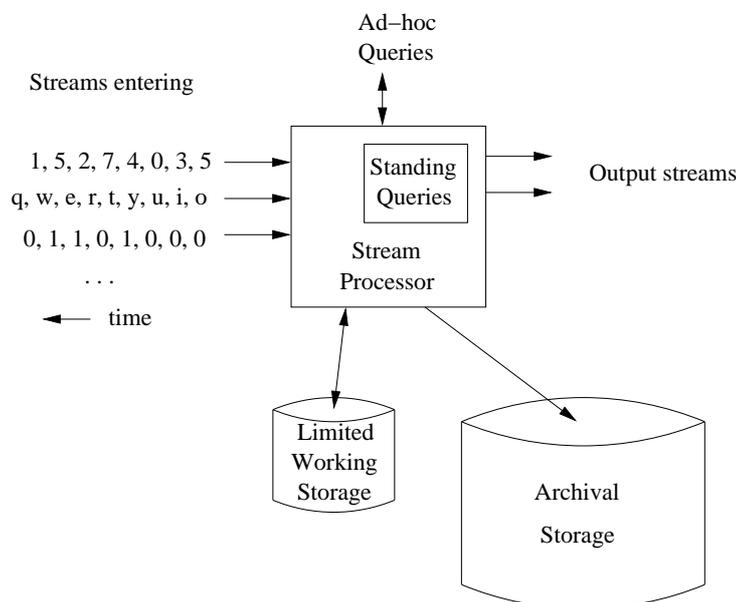 Ad−hoc
Queries
Streams entering
1, 5, 2, 7, 4, 0, 3, 5
q, w, e, r, t, y, u, i, o
0, 1, 1, 0, 1, 0, 0, 0
. . .
time
Standing
Queries
Stream
Processor
Output streams
Limited
Working
Storage
Archival
Storage